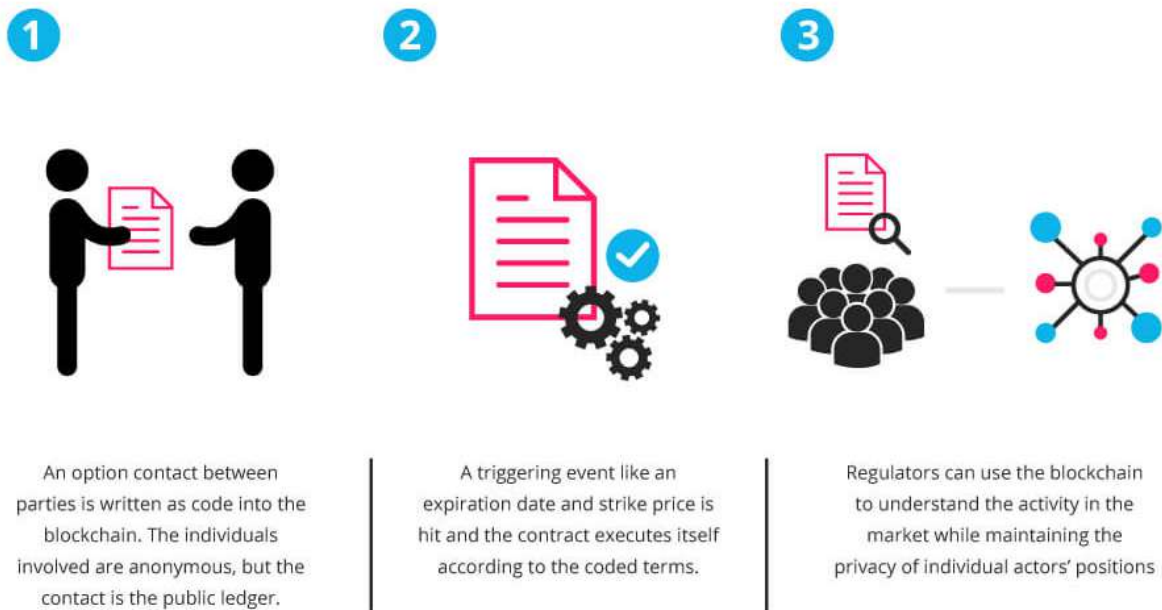 1
An option contact between
parties is written as code into the
blockchain. The individuals
involved are anonymous, but the
contact is the public ledger.
2
A triggering event like an
expiration date and strike price is
hit and the contract executes itself
according to the coded terms.
3
Regulators can use the blockchain
to understand the activity in the
market while maintaining the
privacy of individual actors’ positions